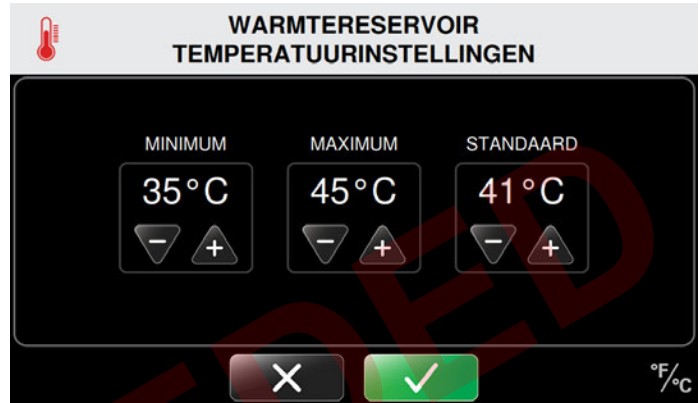 WARMTERESERVOIR
TEMPERATUURINSTELLINGEN
MINIMUM MAXIMUM STANDAARD
35°C 45°C 41°C
− + − + − +
°F/°C